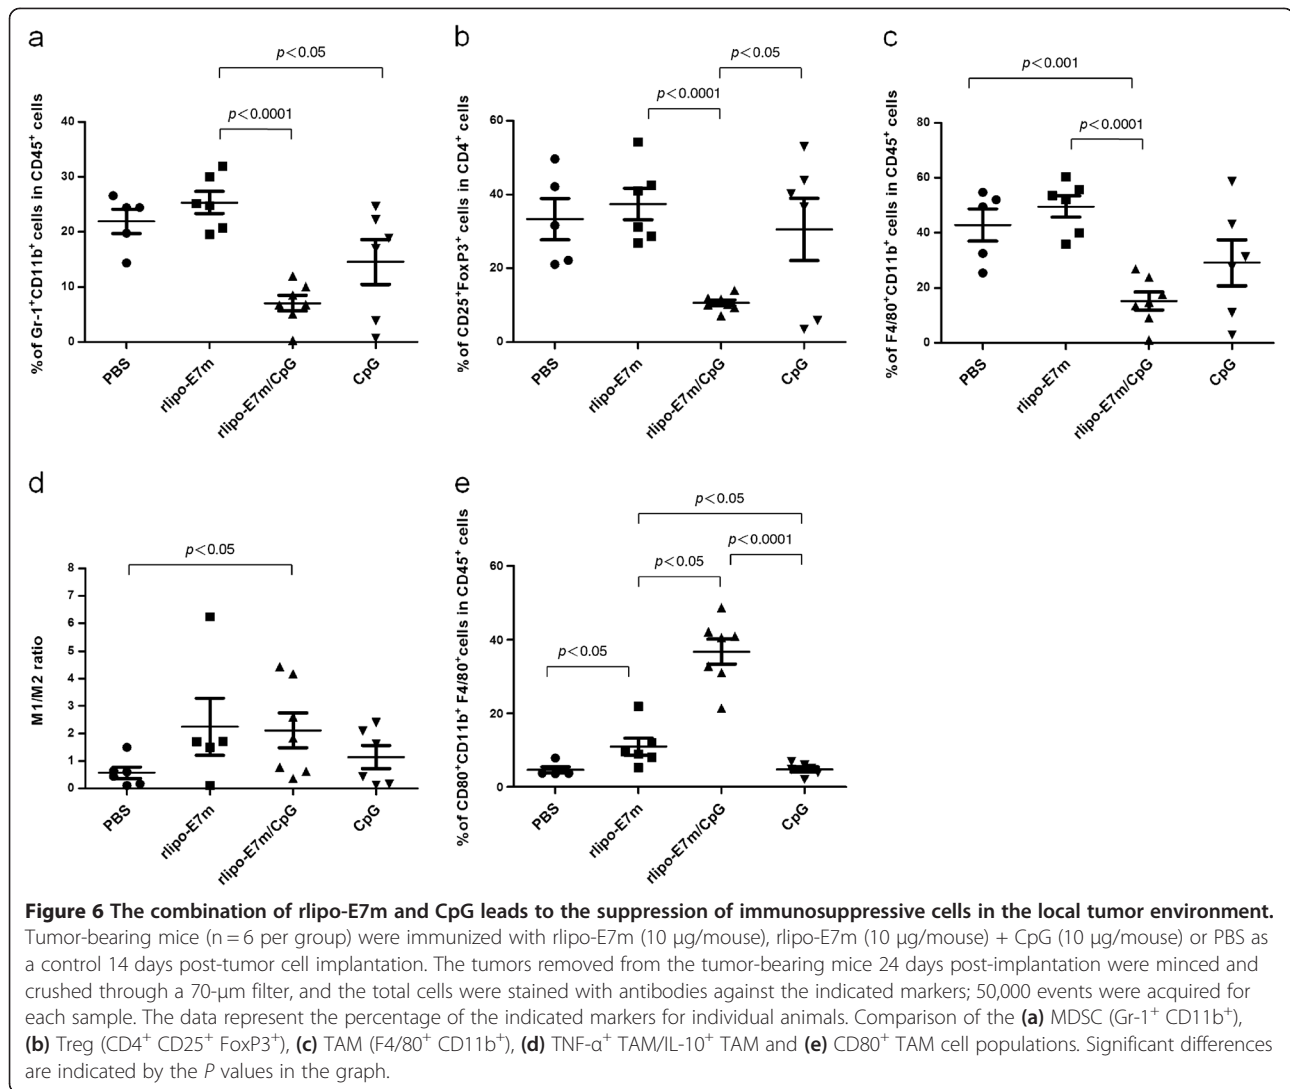 a
p<0.05
p<0.0001
%of Gr-1⁺CD11b⁺ cells in CD45⁺ cells
40
30
20
10
0
PBS
rlipo-E7m
rlipo-E7m/CpG
CpG
b
p<0.05
p<0.0001
%of CD25⁺FoxP3⁺ cells in CD4⁺ cells
60
40
20
0
PBS
rlipo-E7m
rlipo-E7m/CpG
CpG
c
p<0.001
p<0.0001
%of F4/80⁺CD11b⁺ cells in CD45⁺ cells
80
60
40
20
0
PBS
rlipo-E7m
rlipo-E7m/CpG
CpG
d
p<0.05
M1/M2 ratio
8
7
6
5
4
3
2
1
0
PBS
rlipo-E7m
rlipo-E7m/CpG
CpG
e
p<0.05
p<0.0001
p<0.05
p<0.05
%of CD80⁺CD11b⁺ F4/80⁺cells in CD45⁺ cells
60
40
20
0
PBS
rlipo-E7m
rlipo-E7m/CpG
CpG
Figure 6 The combination of rlipo-E7m and CpG leads to the suppression of immunosuppressive cells in the local tumor environment.
Tumor-bearing mice (n = 6 per group) were immunized with rlipo-E7m (10 μg/mouse), rlipo-E7m (10 μg/mouse) + CpG (10 μg/mouse) or PBS as
a control 14 days post-tumor cell implantation. The tumors removed from the tumor-bearing mice 24 days post-implantation were minced and
crushed through a 70-μm filter, and the total cells were stained with antibodies against the indicated markers; 50,000 events were acquired for
each sample. The data represent the percentage of the indicated markers for individual animals. Comparison of the (a) MDSC (Gr-1⁺ CD11b⁺),
(b) Treg (CD4⁺ CD25⁺ FoxP3⁺), (c) TAM (F4/80⁺ CD11b⁺), (d) TNF-α⁺ TAM/IL-10⁺ TAM and (e) CD80⁺ TAM cell populations. Significant differences
are indicated by the P values in the graph.